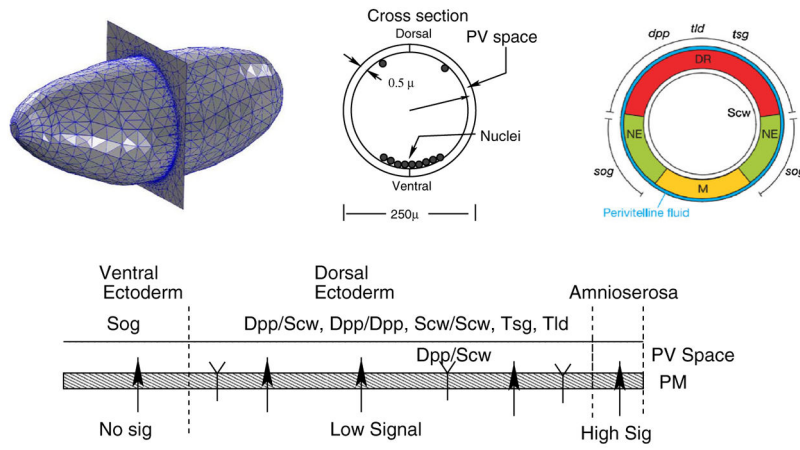 Cross section
Dorsal
PV space
0.5 μ
Nuclei
Ventral
250μ
dpp
tld
tsg
DR
Scw
NE
NE
sog
sog
M
Perivitelline fluid
Ventral
Ectoderm
Dorsal
Ectoderm
Amnioserosa
Sog
Dpp/Scw, Dpp/Dpp, Scw/Scw, Tsg, Tld
Dpp/Scw
PV Space
PM
No sig
Low Signal
High Sig